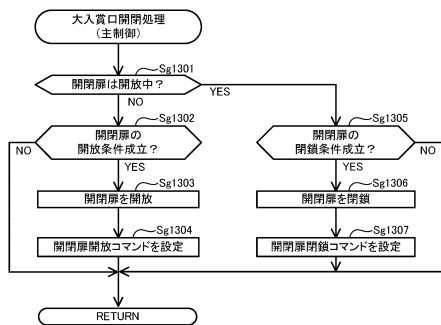 大入賞口開閉処理
(主制御)
Sg1301
開閉扉は開放中?
YES
NO
Sg1302
開閉扉の
開放条件成立?
NO
YES
Sg1305
開閉扉の
閉鎖条件成立?
NO
YES
Sg1303
開閉扉を開放
Sg1306
開閉扉を閉鎖
Sg1304
開閉扉開放コマンドを設定
Sg1307
開閉扉閉鎖コマンドを設定
RETURN